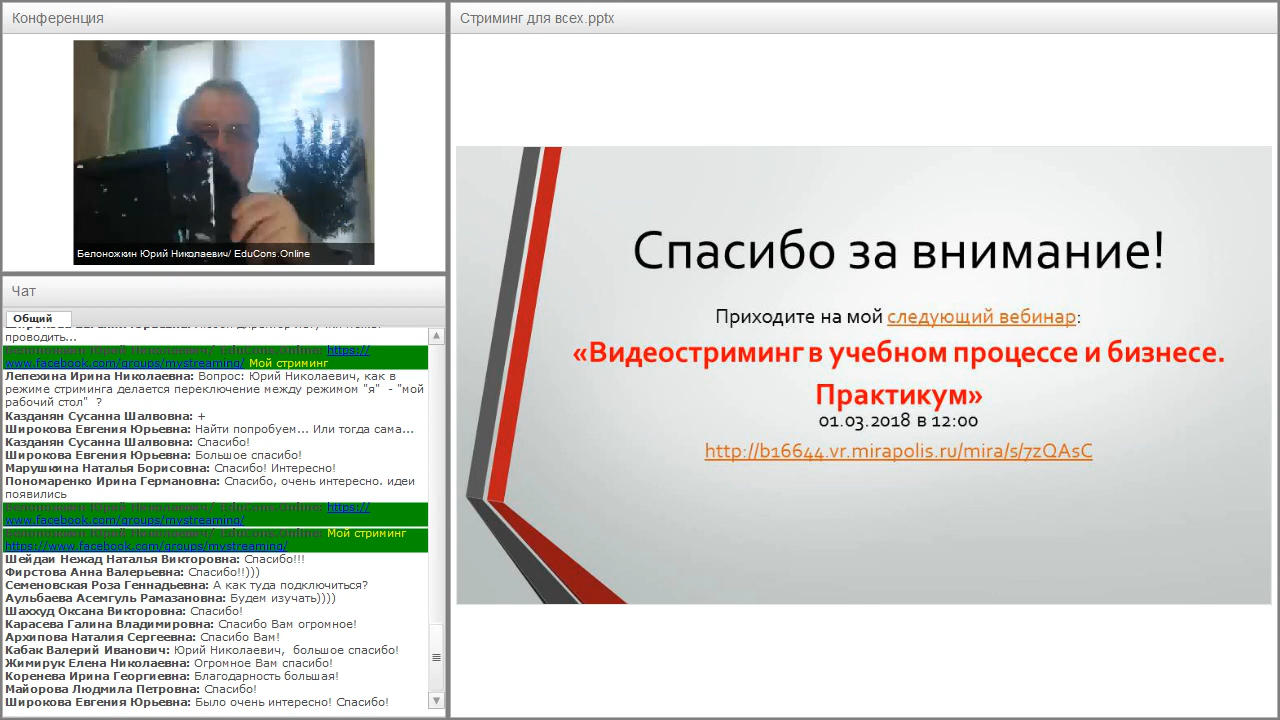 Конференция
Белоножкин Юрий Николаевич/ EduCons.Online
Чат
Общий
проводить...
https://
www.facebook.com/groups/mystreaming/ Мой стриминг
Лепехина Ирина Николаевна: Вопрос: Юрий Николаевич, как в
режиме стриминга делается переключение между режимом "я" - "мой
рабочий стол" ?
Казданян Сусанна Шалвовна: +
Широкова Евгения Юрьевна: Найти попробуем... Или тогда сама...
Казданян Сусанна Шалвовна: Спасибо!
Широкова Евгения Юрьевна: Большое спасибо!
Марушкина Наталья Борисовна: Спасибо! Интересно!
Пономаренко Ирина Германовна: Спасибо, очень интересно. идеи
появились
https://
www.facebook.com/groups/mystreaming/
Мой стриминг
https://www.facebook.com/groups/mystreaming/
Шейдаи Нежад Наталья Викторовна: Спасибо!!!
Фирстова Анна Валерьевна: Спасибо!!)))
Семеновская Роза Геннадьевна: А как туда подключиться?
Аульбаева Асемгуль Рамазановна: Будем изучать))))
Шаххуд Оксана Викторовна: Спасибо!
Карасева Галина Владимировна: Спасибо Вам огромное!
Архипова Наталия Сергеевна: Спасибо Вам!
Кабак Валерий Иванович: Юрий Николаевич, большое спасибо!
Жимирук Елена Николаевна: Огромное Вам спасибо!
Коренева Ирина Георгиевна: Благодарность большая!
Майорова Людмила Петровна: Спасибо!
Широкова Евгения Юрьевна: Было очень интересно! Спасибо!
Стриминг для всех.pptx
Спасибо за внимание!
Приходите на мой следующий вебинар:
«Видеостриминг в учебном процессе и бизнесе.
Практикум»
01.03.2018 в 12:00
http://b16644.vr.mirapolis.ru/mira/s/7zQAsC